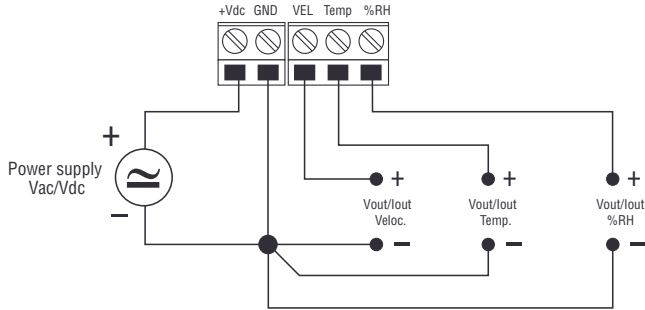 +Vdc GND VEL Temp %RH
+
Power supply
Vac/Vdc
≃
−
+
Vout/Iout
Veloc.
−
+
Vout/Iout
Temp.
−
+
Vout/Iout
%RH
−